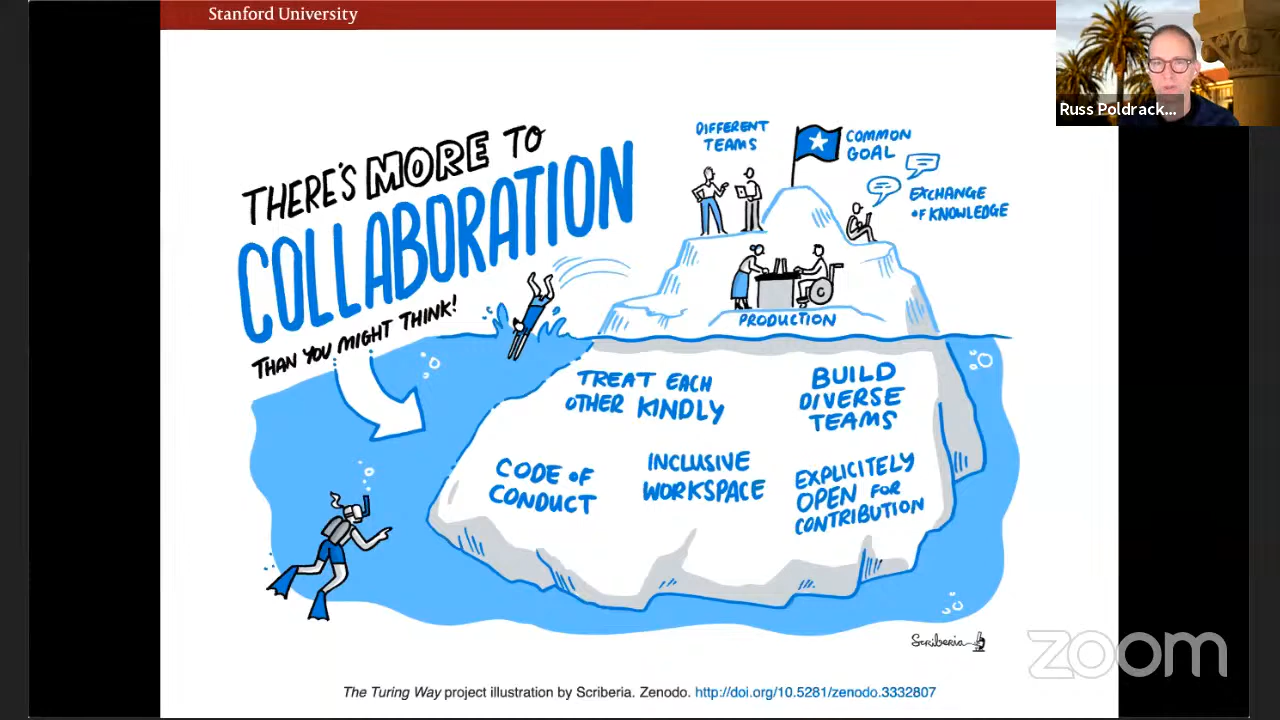 Stanford University
Russ Poldrack...
THERE'S MORE TO
COLLABORATION
THAN YOU MIGHT THINK!
DIFFERENT
TEAMS
COMMON
GOAL
EXCHANGE
OF KNOWLEDGE
PRODUCTION
TREAT EACH
OTHER KINDLY
BUILD
DIVERSE
TEAMS
CODE OF
CONDUCT
INCLUSIVE
WORKSPACE
EXPLICITELY
OPEN FOR
CONTRIBUTION
Scriberia
zoom
The Turing Way project illustration by Scriberia. Zenodo. http://doi.org/10.5281/zenodo.3332807